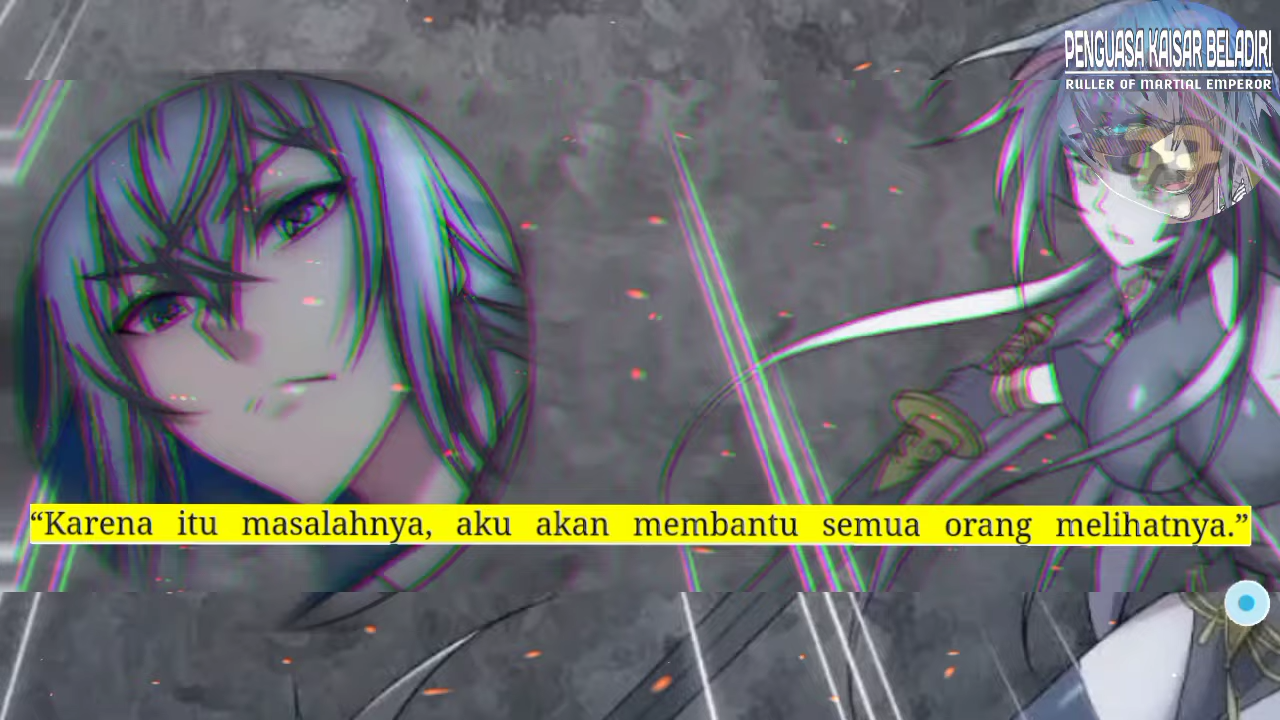 PENGUASA KAISAR BELADIRI
RULLER OF MARTIAL EMPEROR
“Karena itu masalahnya, aku akan membantu semua orang melihatnya.”